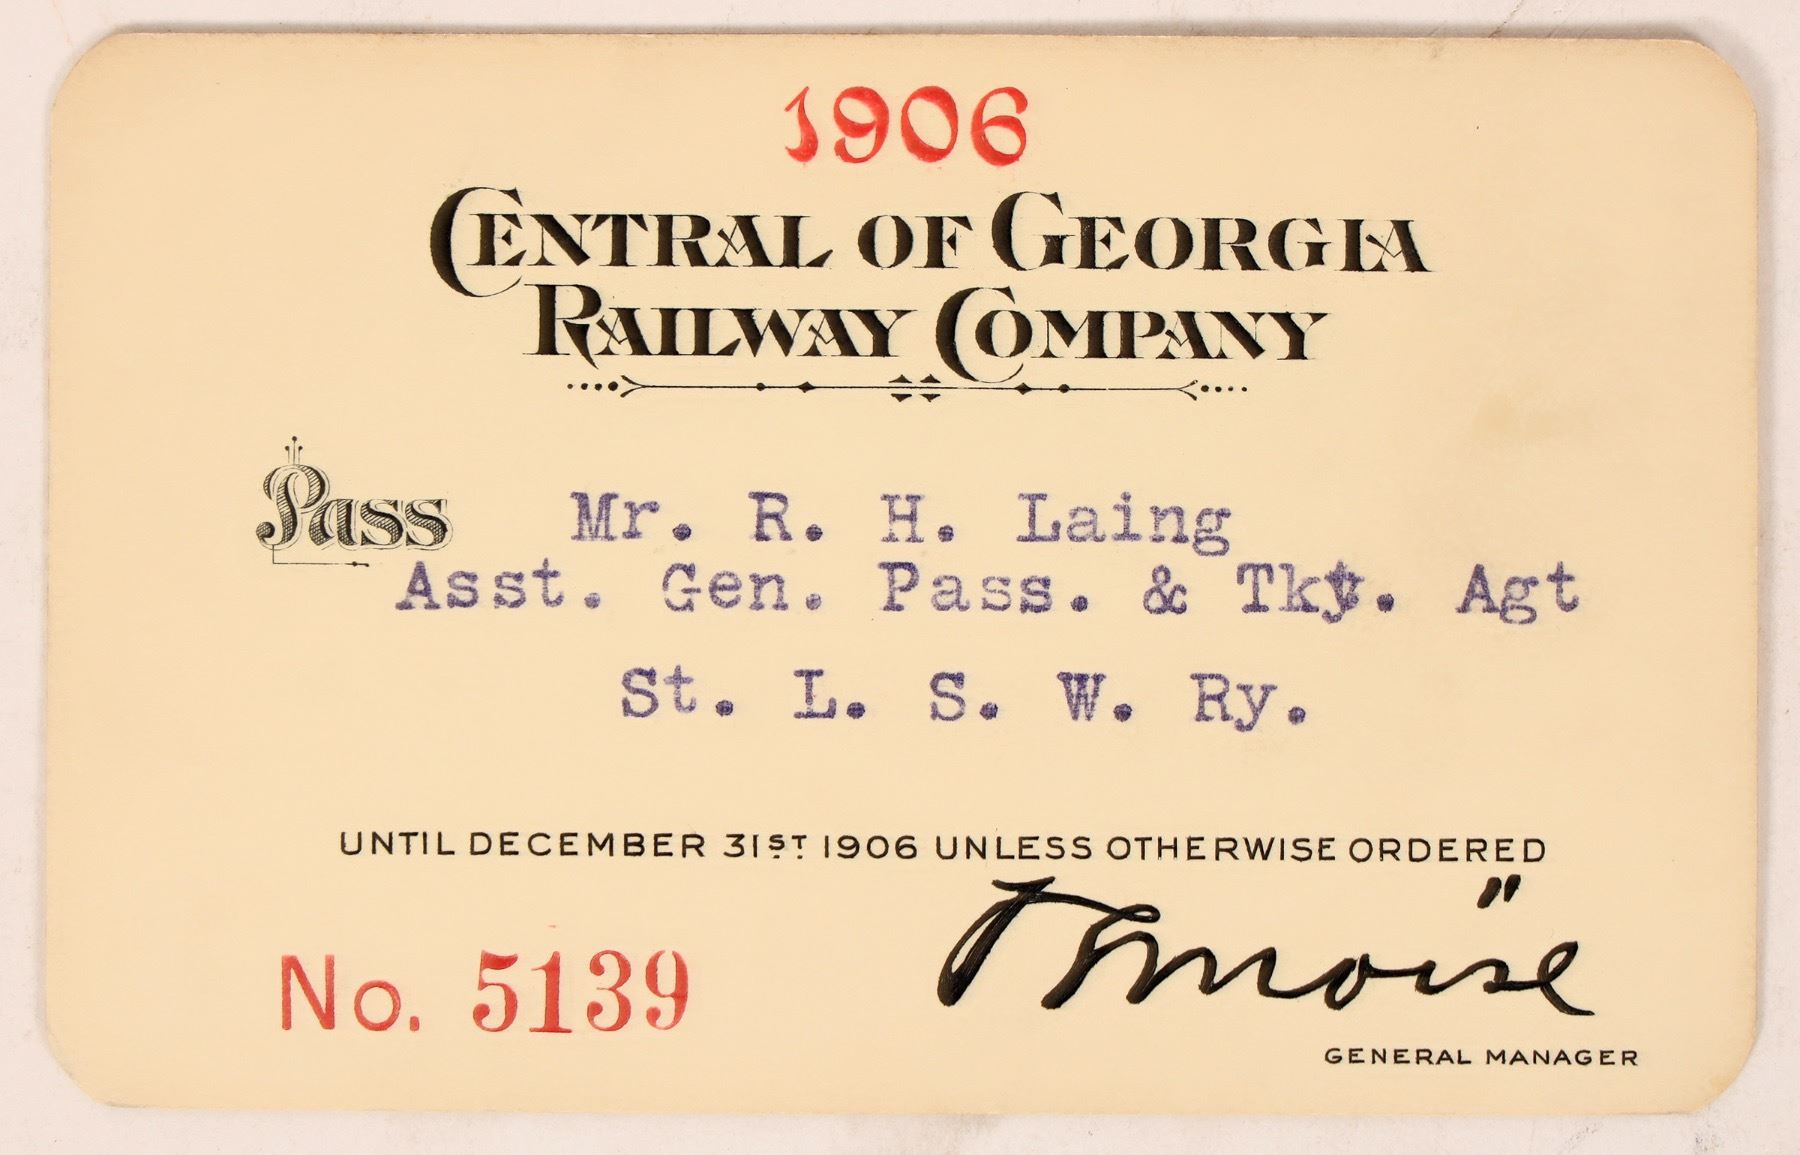 1906
CENTRAL OF GEORGIA
RAILWAY COMPANY
Pass Mr. R. H. Laing
Asst. Gen. Pass. & Tkt. Agt
St. L. S. W. Ry.
UNTIL DECEMBER 31ST 1906 UNLESS OTHERWISE ORDERED
No. 5139
GENERAL MANAGER